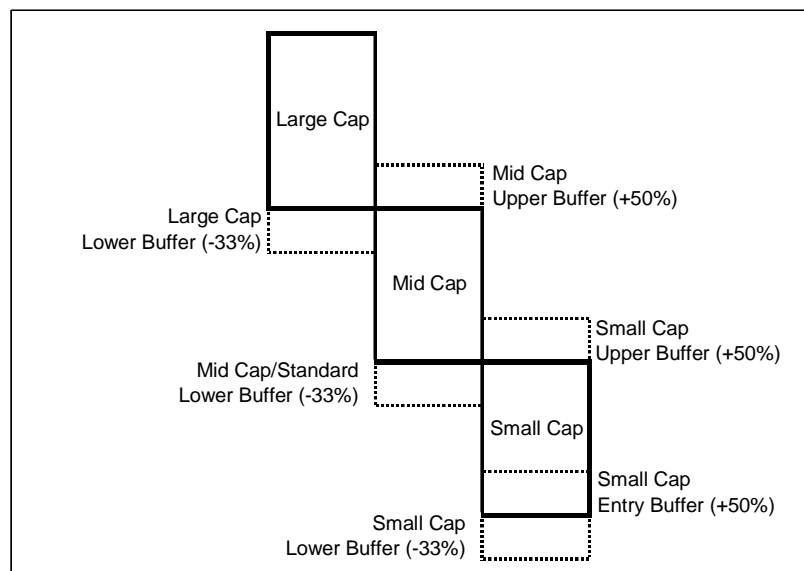 Large Cap
Mid Cap
Upper Buffer (+50%)
Large Cap
Lower Buffer (-33%)
Mid Cap
Small Cap
Upper Buffer (+50%)
Mid Cap/Standard
Lower Buffer (-33%)
Small Cap
Small Cap
Entry Buffer (+50%)
Small Cap
Lower Buffer (-33%)